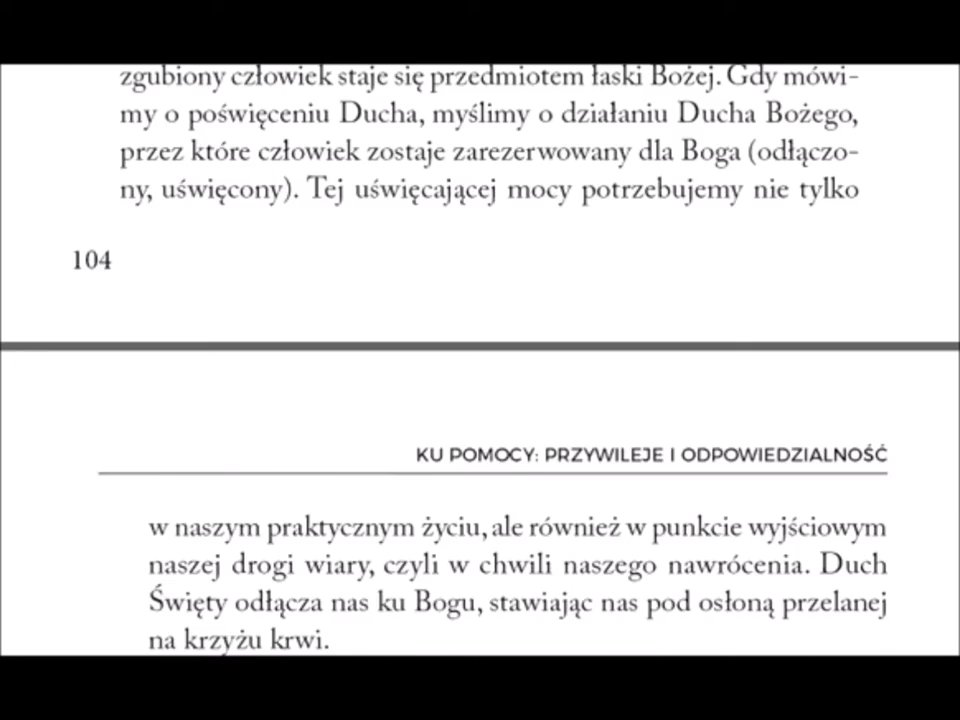 zgubiony człowiek staje się przedmiotem łaski Bożej. Gdy mówi-
my o poświęceniu Ducha, myślimy o działaniu Ducha Bożego,
przez które człowiek zostaje zarezerwowany dla Boga (odłączo-
ny, uświęcony). Tej uświęcającej mocy potrzebujemy nie tylko
104
KU POMOCY: PRZYWILEJE I ODPOWIEDZIALNOŚĆ
w naszym praktycznym życiu, ale również w punkcie wyjściowym
naszej drogi wiary, czyli w chwili naszego nawrócenia. Duch
Święty odłącza nas ku Bogu, stawiając nas pod osłoną przelanej
na krzyżu krwi.